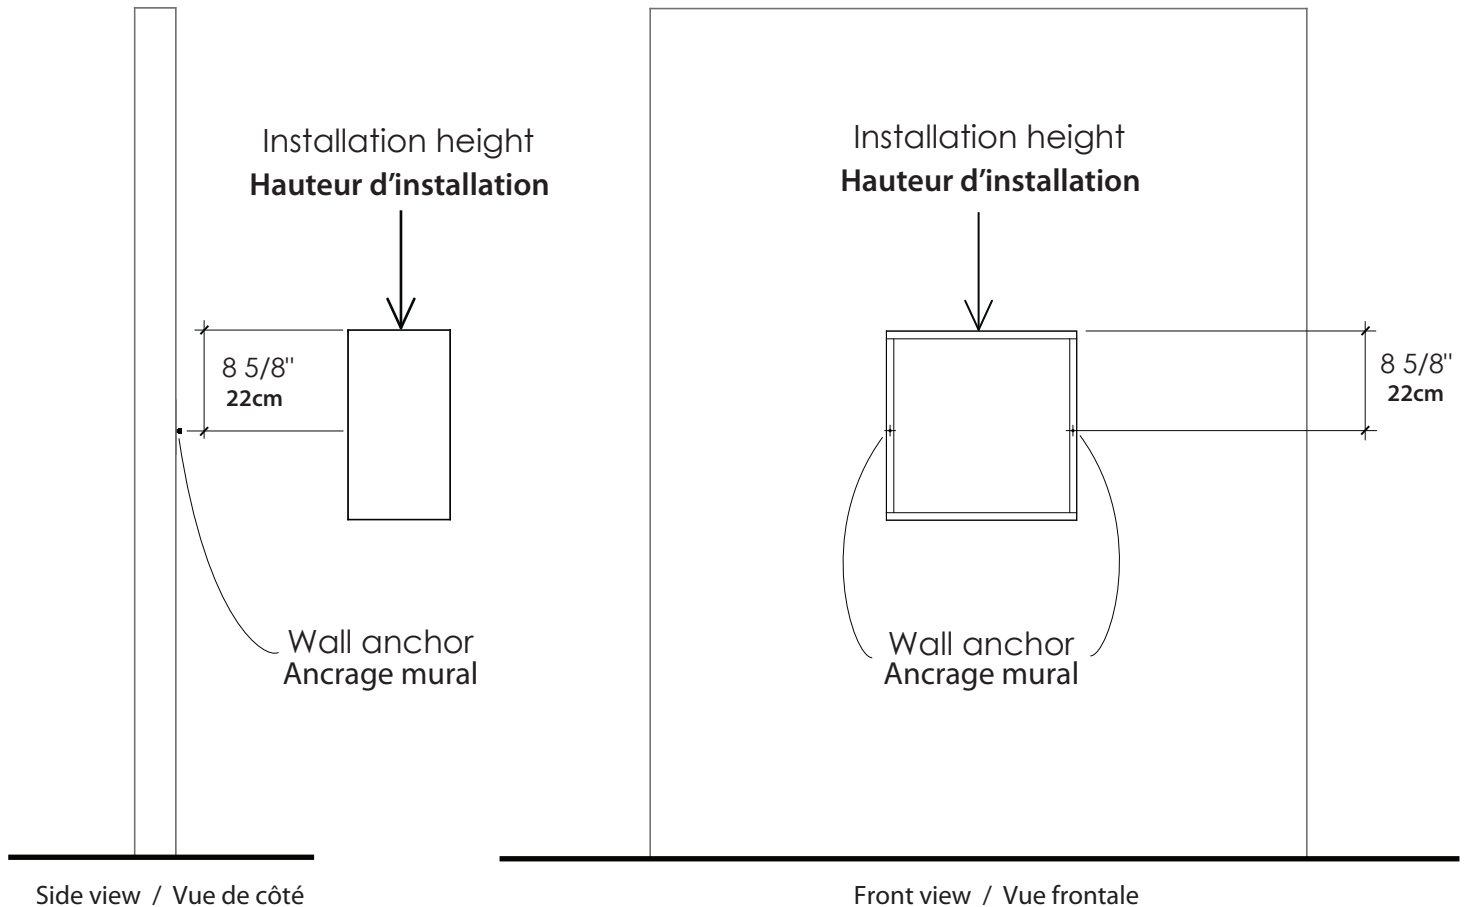 Installation height
Hauteur d'installation
8 5/8"
22cm
Wall anchor
Ancrage mural
Side view / Vue de côté
Installation height
Hauteur d'installation
8 5/8"
22cm
Wall anchor
Ancrage mural
Front view / Vue frontale